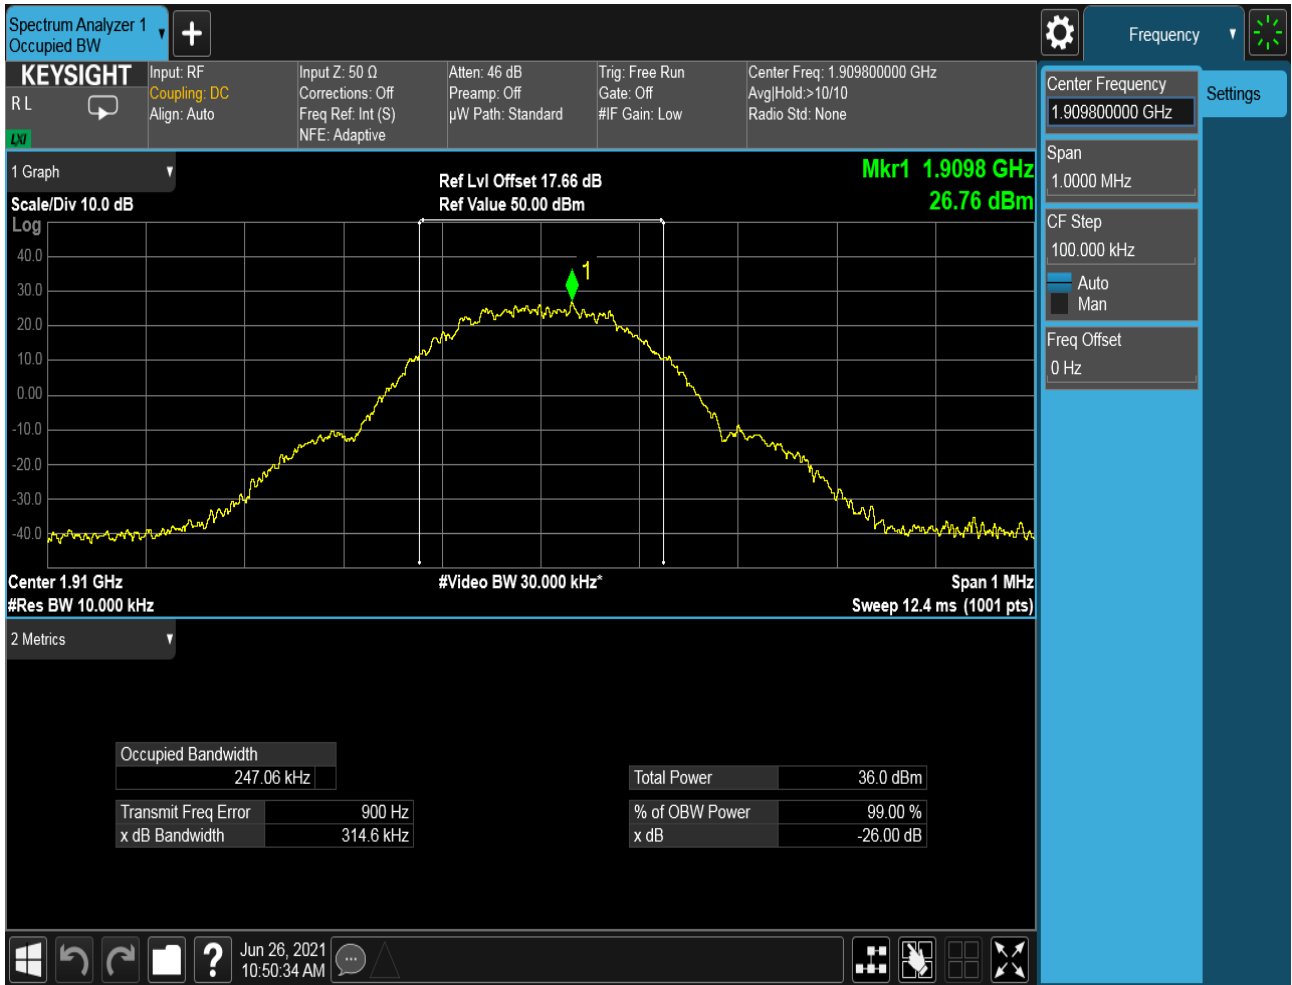 Spectrum Analyzer 1
Occupied BW
Frequency
KEYSIGHT
R L
LXI
Input: RF
Coupling: DC
Align: Auto
Input Z: 50 Ω
Corrections: Off
Freq Ref: Int (S)
NFE: Adaptive
Atten: 46 dB
Preamp: Off
µW Path: Standard
Trig: Free Run
Gate: Off
#IF Gain: Low
Center Freq: 1.909800000 GHz
Avg|Hold:>10/10
Radio Std: None
Center Frequency
1.909800000 GHz
Settings
Span
1.0000 MHz
CF Step
100.000 kHz
Auto
Man
Freq Offset
0 Hz
1 Graph
Scale/Div 10.0 dB
Ref Lvl Offset 17.66 dB
Ref Value 50.00 dBm
Mkr1 1.9098 GHz
26.76 dBm
Log
40.0
30.0
20.0
10.0
0.00
-10.0
-20.0
-30.0
-40.0
1
Center 1.91 GHz
#Video BW 30.000 kHz*
Span 1 MHz
#Res BW 10.000 kHz
Sweep 12.4 ms (1001 pts)
2 Metrics
Occupied Bandwidth
247.06 kHz
Total Power 36.0 dBm
Transmit Freq Error 900 Hz
% of OBW Power 99.00 %
x dB Bandwidth 314.6 kHz
x dB -26.00 dB
?
Jun 26, 2021
10:50:34 AM